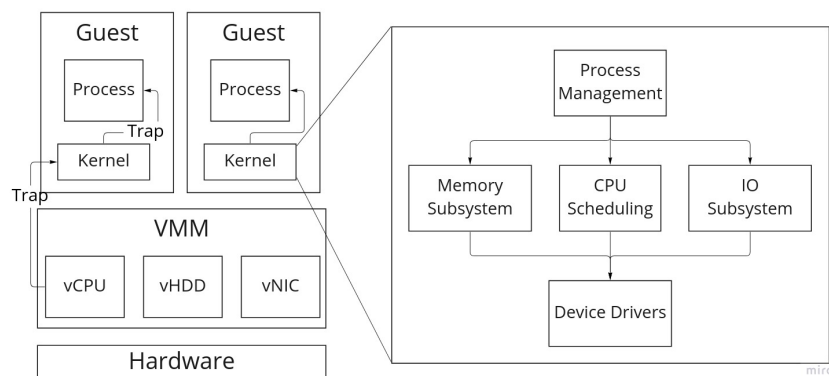 Guest
Process
Trap
Kernel
Trap
Guest
Process
Kernel
VMM
vCPU
vHDD
vNIC
Hardware
Process
Management
Memory
Subsystem
CPU
Scheduling
IO
Subsystem
Device Drivers